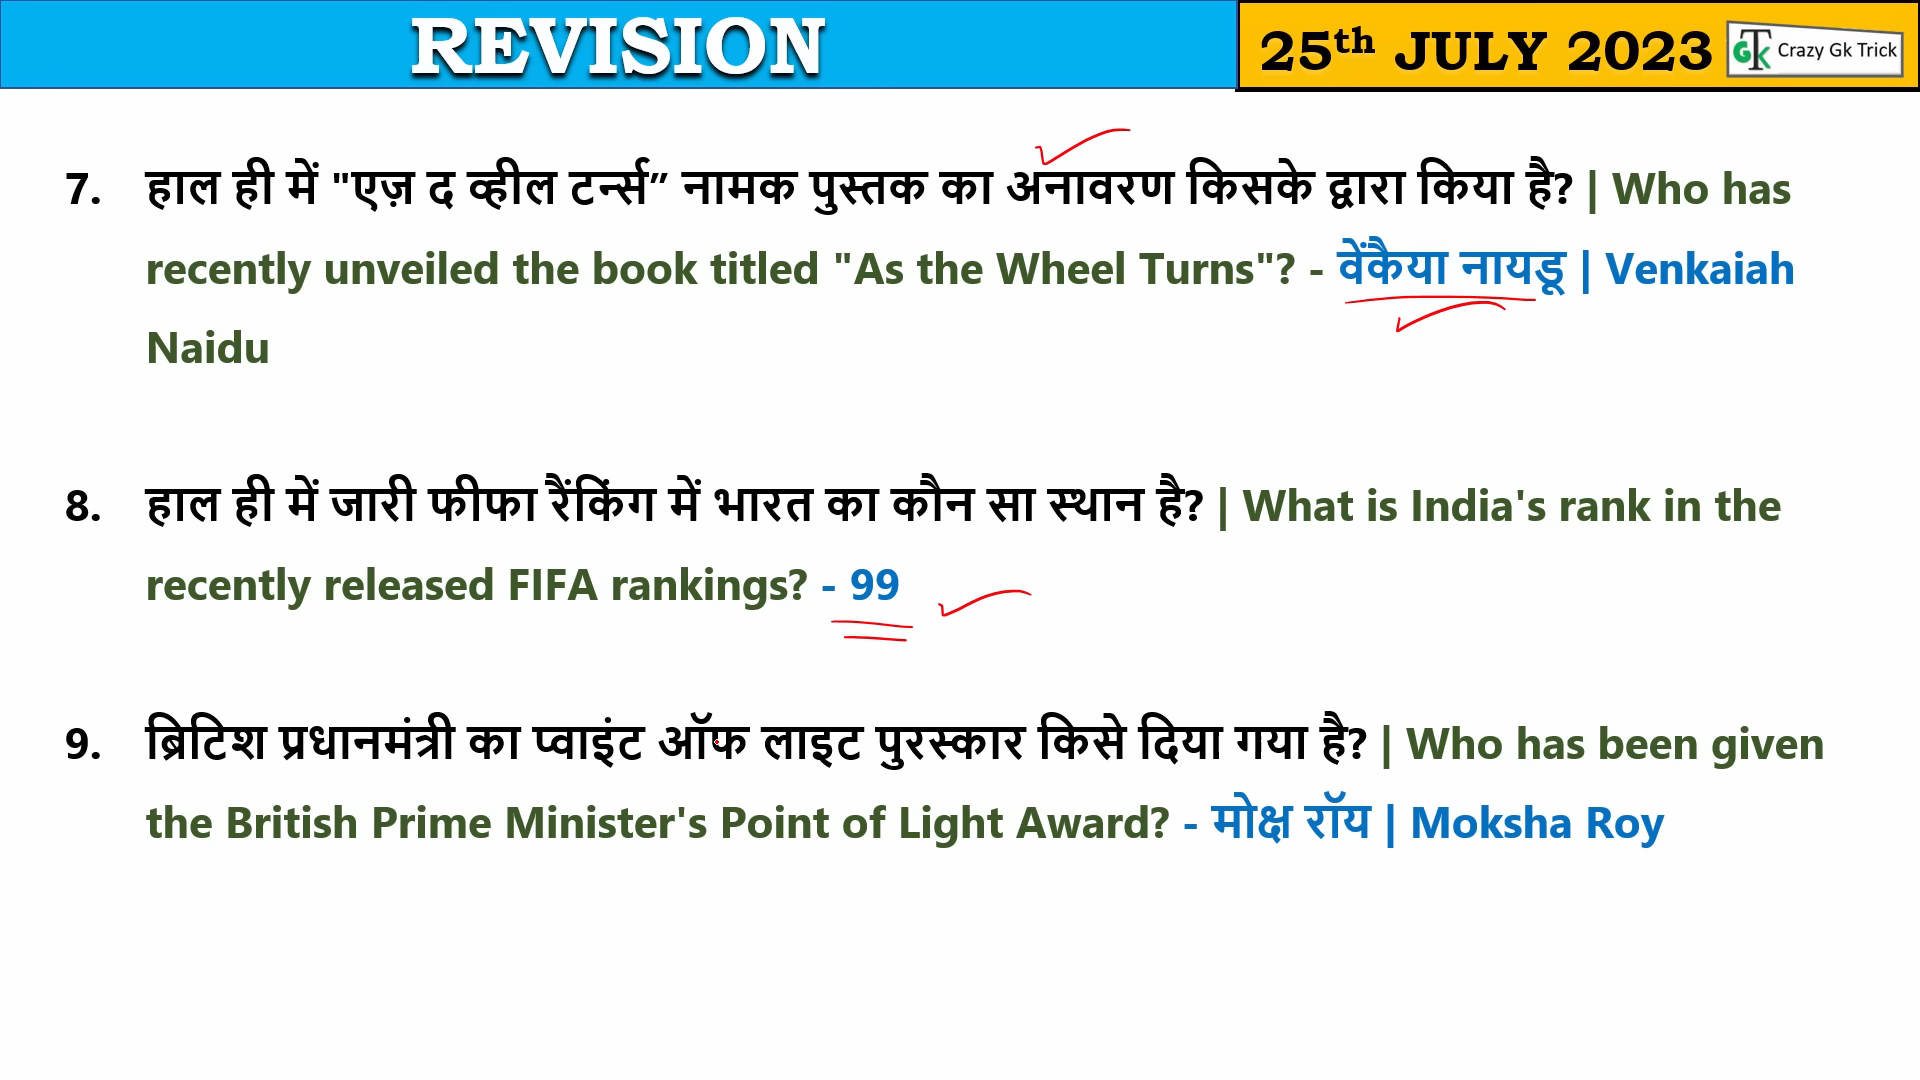 REVISION
25th JULY 2023
GTK Crazy Gk Trick
7. हाल ही में "एज़ द व्हील टर्न्स” नामक पुस्तक का अनावरण किसके द्वारा किया है? | Who has
recently unveiled the book titled "As the Wheel Turns"? - वेंकैया नायडू | Venkaiah
Naidu
8. हाल ही में जारी फीफा रैंकिंग में भारत का कौन सा स्थान है? | What is India's rank in the
recently released FIFA rankings? - 99
9. ब्रिटिश प्रधानमंत्री का प्वाइंट ऑफ लाइट पुरस्कार किसे दिया गया है? | Who has been given
the British Prime Minister's Point of Light Award? - मोक्ष रॉय | Moksha Roy